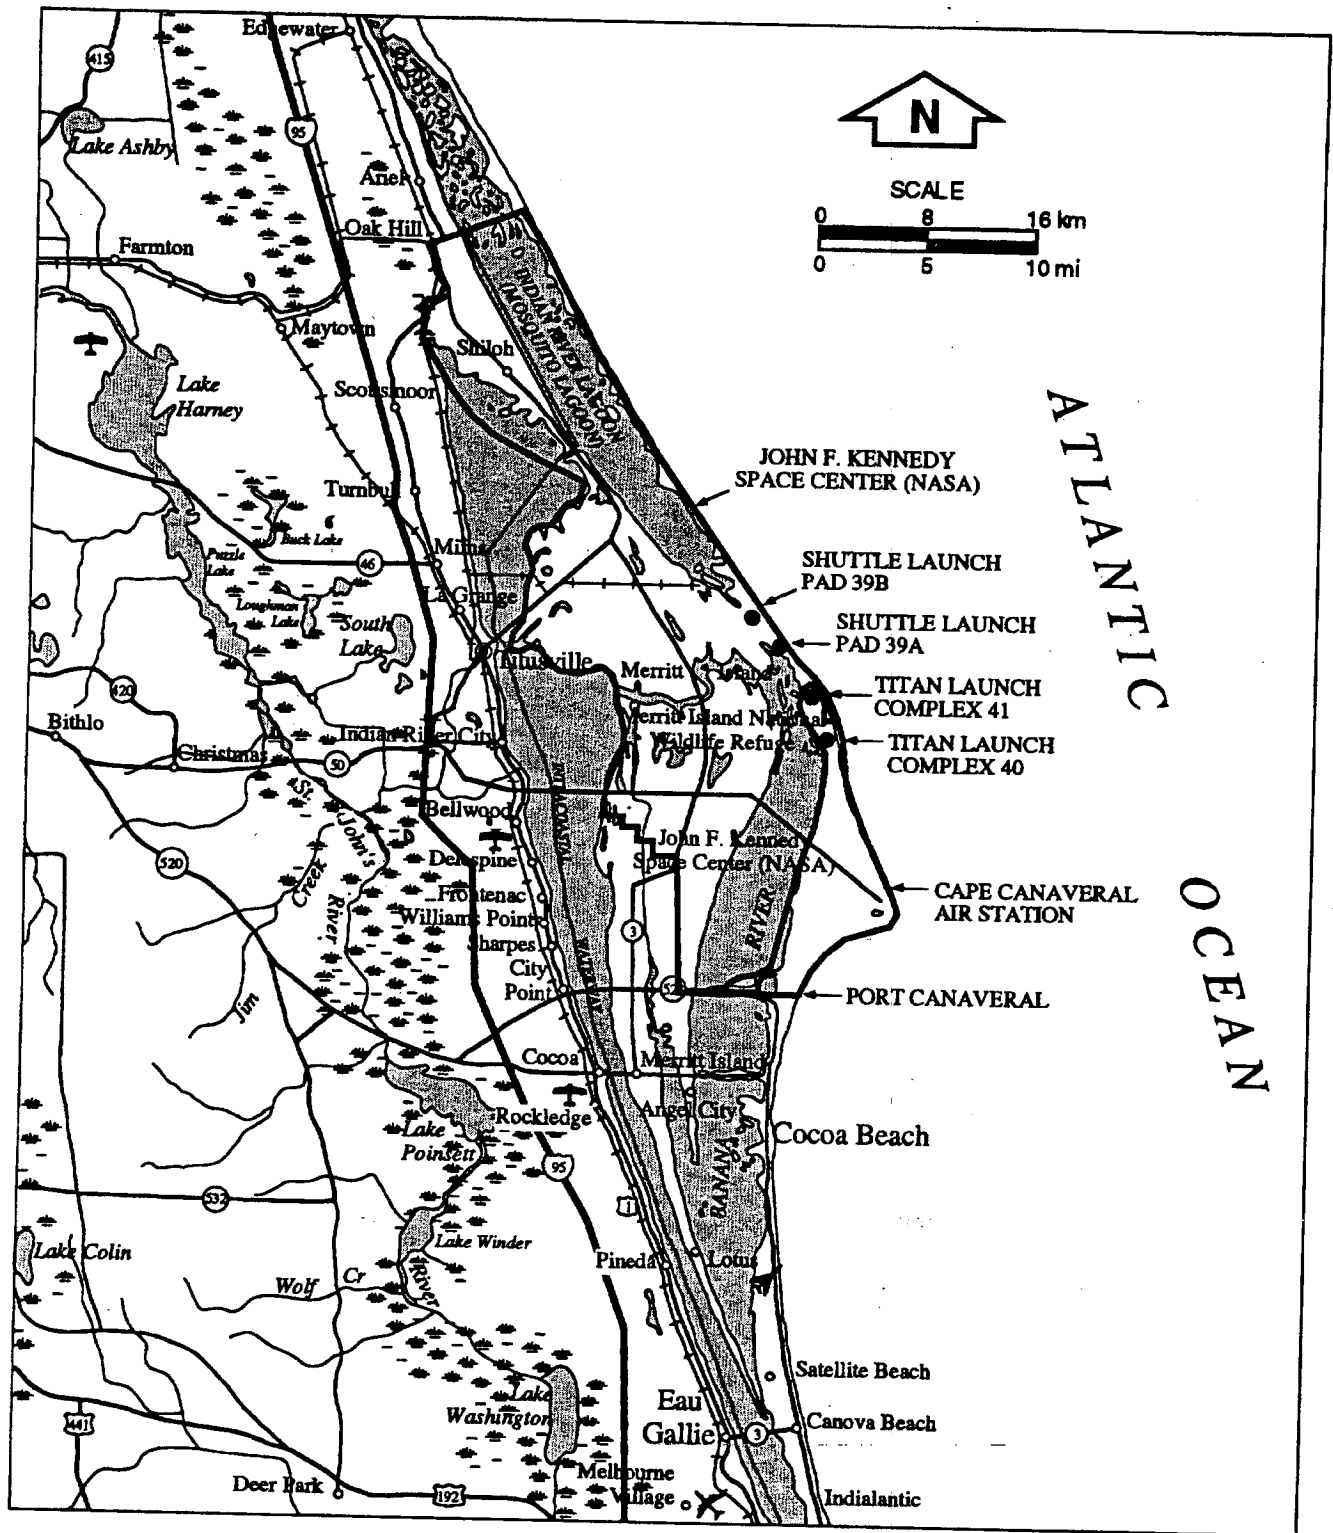 Edgewater
415
95
Lake Ashby
N
Ariel
SCALE
0 8 16 km
0 5 10 mi
Oak Hill
Farmton
INDIAN RIVER LAGOON
(MOSQUITO LAGOON)
Maytown
Shiloh
Lake
Harney
Scottsmoor
ATLANTIC
JOHN F. KENNEDY
SPACE CENTER (NASA)
Turnbull
Buck Lake
Mims
Puzzle
Lake
46
SHUTTLE LAUNCH
PAD 39B
La Grange
Loughman
Lake
South
Lake
SHUTTLE LAUNCH
PAD 39A
Titusville
Merritt Island
420
TITAN LAUNCH
COMPLEX 41
Bithlo
Merritt Island National
Wildlife Refuge
Indian River City
Christmas
50
TITAN LAUNCH
COMPLEX 40
INTRACOASTAL
St.
John's
River
Bellwood
John F. Kenned
Space Center (NASA)
520
Delespine
Creek
Frontenac
CAPE CANAVERAL
AIR STATION
OCEAN
Williams Point
3
RIVER
Sharpes
WATERWAY
City
Point
PORT CANAVERAL
Jim
Cocoa
Merritt Island
Rockledge
Angel City
Lake
Poinsett
Cocoa Beach
95
BANANA
532
1
Lake Winder
Lake Colin
Pineda
Lotus
Wolf Cr
River
Satellite Beach
Lake
Washington
Eau
Gallie
3
Canova Beach
441
Melbourne
Village
Deer Park
192
Indialantic